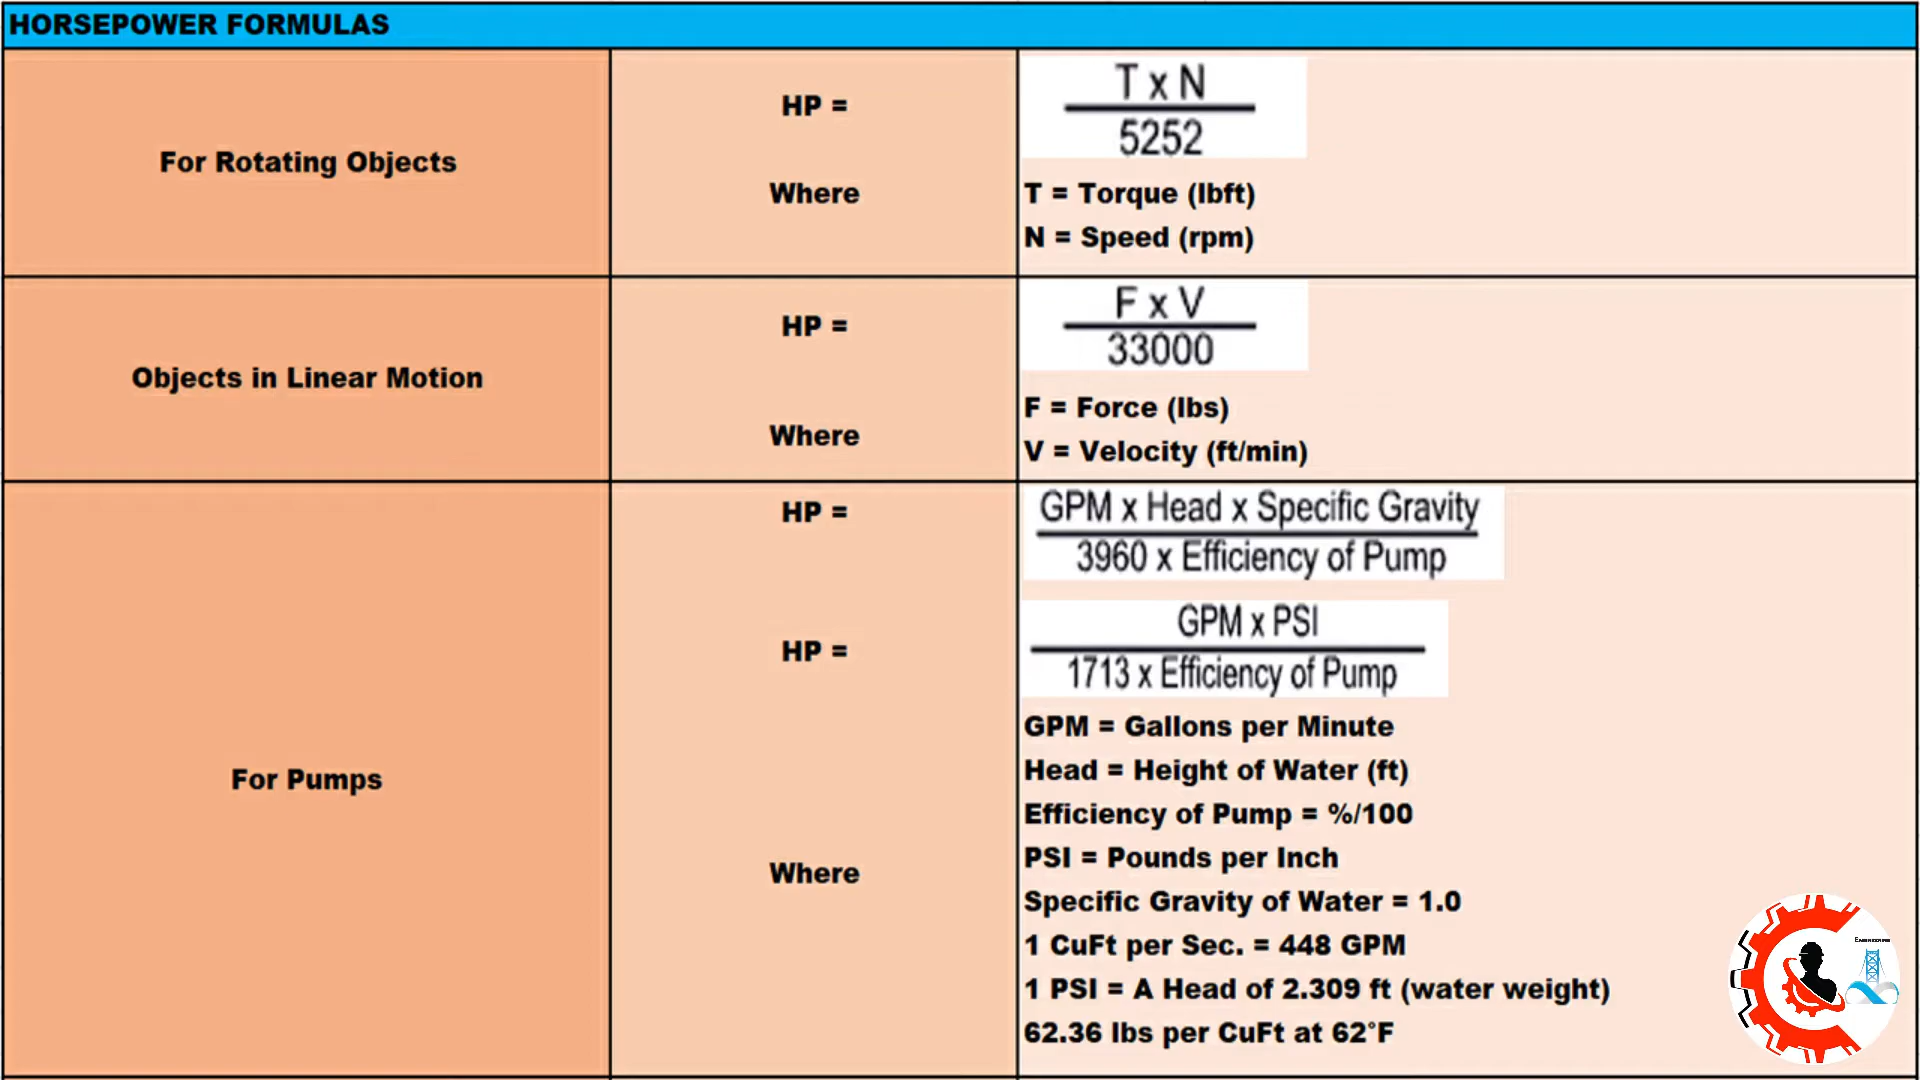 HORSEPOWER FORMULAS
For Rotating Objects
HP =
T x N
5252
Where
T = Torque (lbft)
N = Speed (rpm)
Objects in Linear Motion
HP =
F x V
33000
Where
F = Force (lbs)
V = Velocity (ft/min)
For Pumps
HP =
GPM x Head x Specific Gravity
3960 x Efficiency of Pump
HP =
GPM x PSI
1713 x Efficiency of Pump
Where
GPM = Gallons per Minute
Head = Height of Water (ft)
Efficiency of Pump = %/100
PSI = Pounds per Inch
Specific Gravity of Water = 1.0
1 CuFt per Sec. = 448 GPM
1 PSI = A Head of 2.309 ft (water weight)
62.36 lbs per CuFt at 62°F